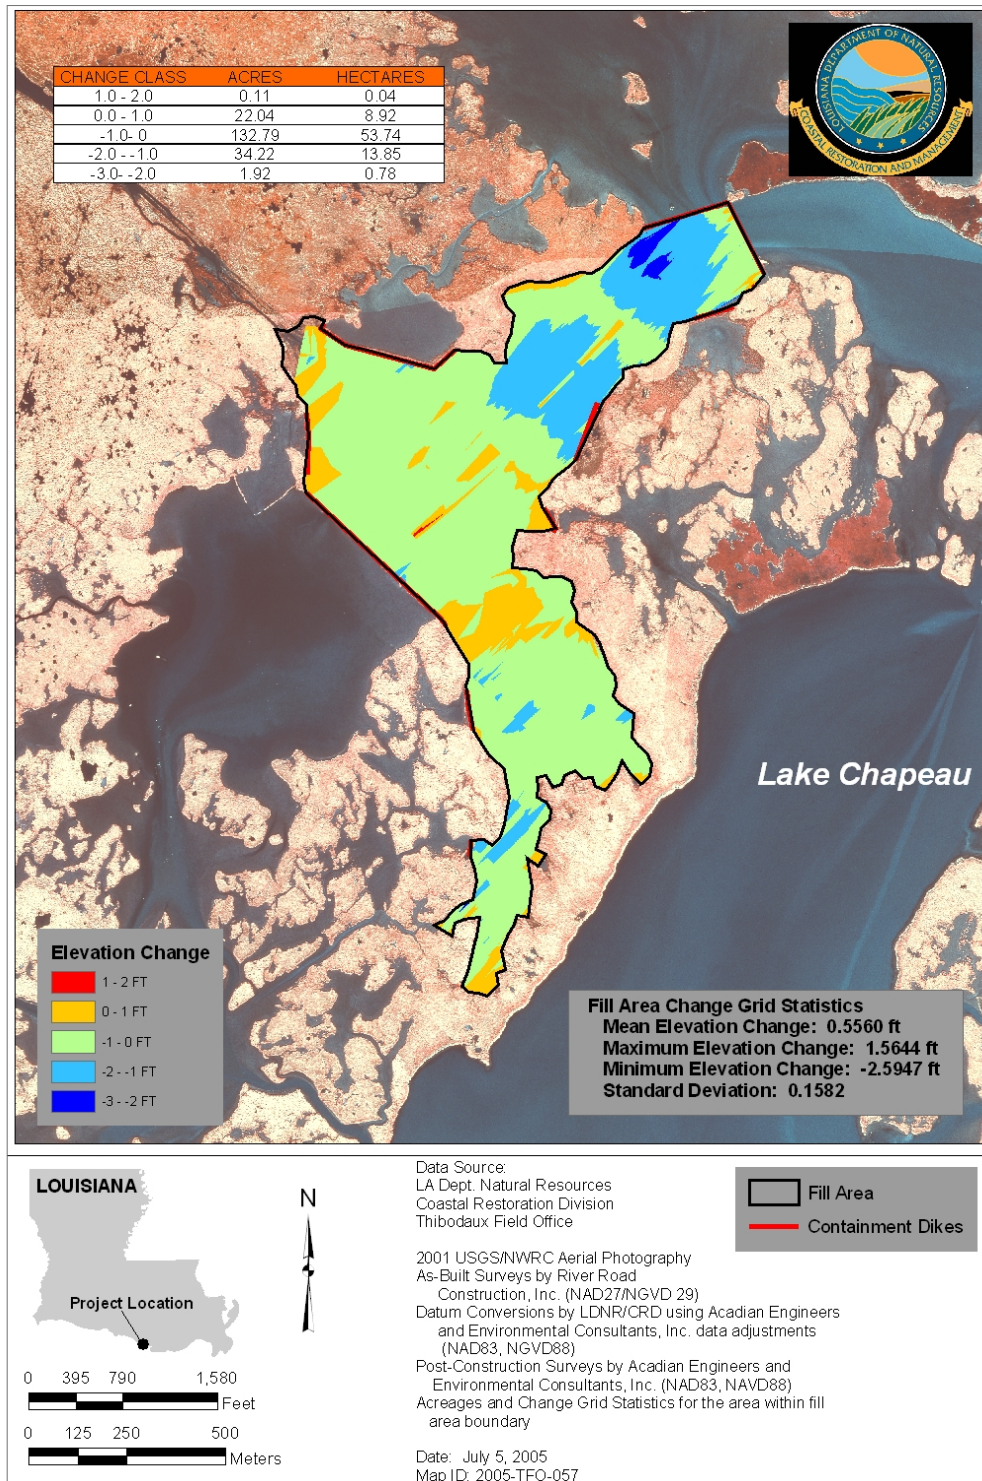 CHANGE CLASS ACRES HECTARES
1.0 - 2.0 0.11 0.04
0.0 - 1.0 22.04 8.92
-1.0- 0 132.79 53.74
-2.0 - -1.0 34.22 13.85
-3.0- -2.0 1.92 0.78
LOUISIANA DEPARTMENT OF NATURAL RESOURCES
COASTAL RESTORATION AND MANAGEMENT
Lake Chapeau
Elevation Change
1 - 2 FT
0 - 1 FT
-1 - 0 FT
-2 - -1 FT
-3 - -2 FT
Fill Area Change Grid Statistics
Mean Elevation Change: 0.5560 ft
Maximum Elevation Change: 1.5644 ft
Minimum Elevation Change: -2.5947 ft
Standard Deviation: 0.1582
LOUISIANA
Project Location
N
0 395 790 1,580
Feet
0 125 250 500
Meters
Data Source:
LA Dept. Natural Resources
Coastal Restoration Division
Thibodaux Field Office
2001 USGS/NWRC Aerial Photography
As-Built Surveys by River Road
Construction, Inc. (NAD27/NGVD 29)
Datum Conversions by LDNR/CRD using Acadian Engineers
and Environmental Consultants, Inc. data adjustments
(NAD83, NGVD88)
Post-Construction Surveys by Acadian Engineers and
Environmental Consultants, Inc. (NAD83, NAVD88)
Acreages and Change Grid Statistics for the area within fill
area boundary
Date: July 5, 2005
Map ID: 2005-TFO-057
Fill Area
Containment Dikes